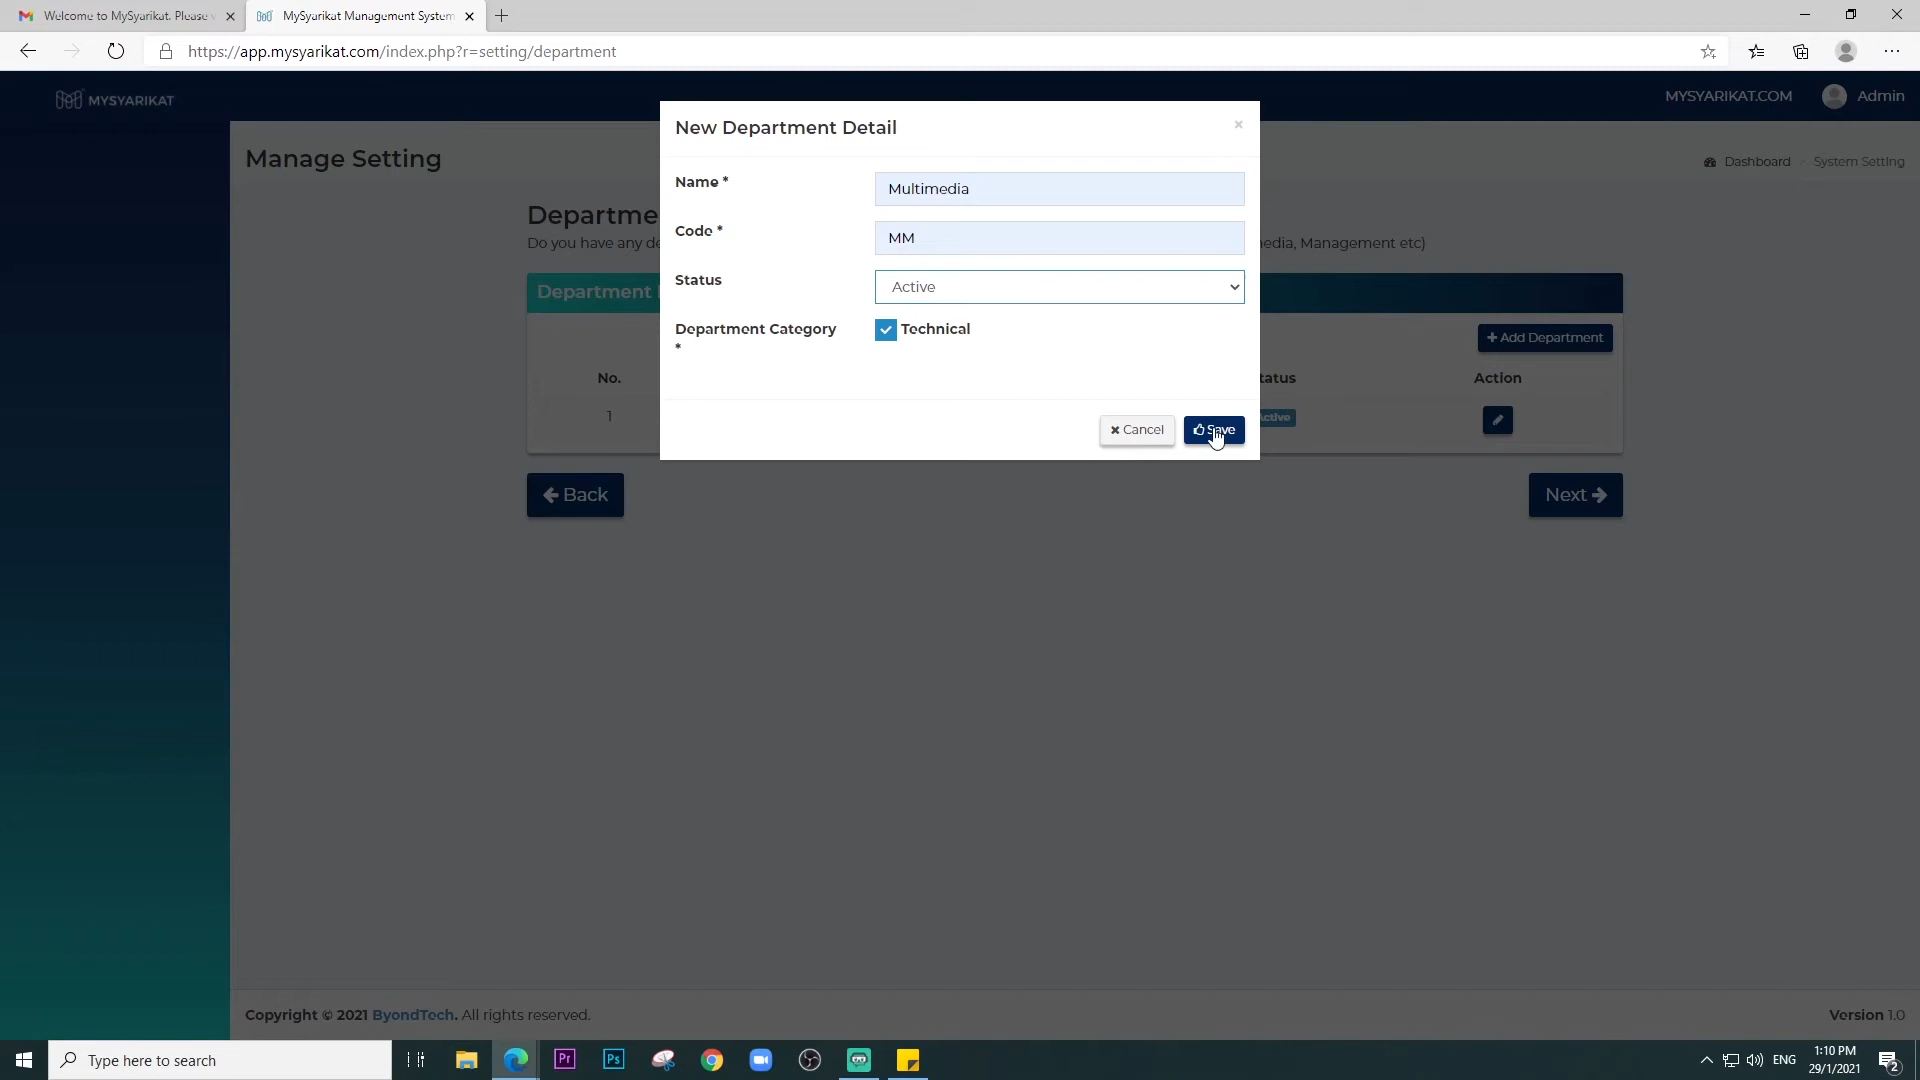 Welcome to MySyarikat. Please
MySyarikat Management System
https://app.mysyarikat.com/index.php?r=setting/department
MYSYARIKAT
MYSYARIKAT.COM
Admin
Manage Setting
Dashboard
System Setting
New Department Detail
×
Name *
Multimedia
Code *
MM
Status
Active
Department Category
*
Technical
Cancel
Save
Departme
Do you have any de
edia, Management etc)
Department
+ Add Department
No.
tatus
Action
1
Active
Back
Next
Copyright © 2021 ByondTech. All rights reserved.
Version 1.0
Type here to search
Pr
Ps
ENG
1:10 PM
29/1/2021
2